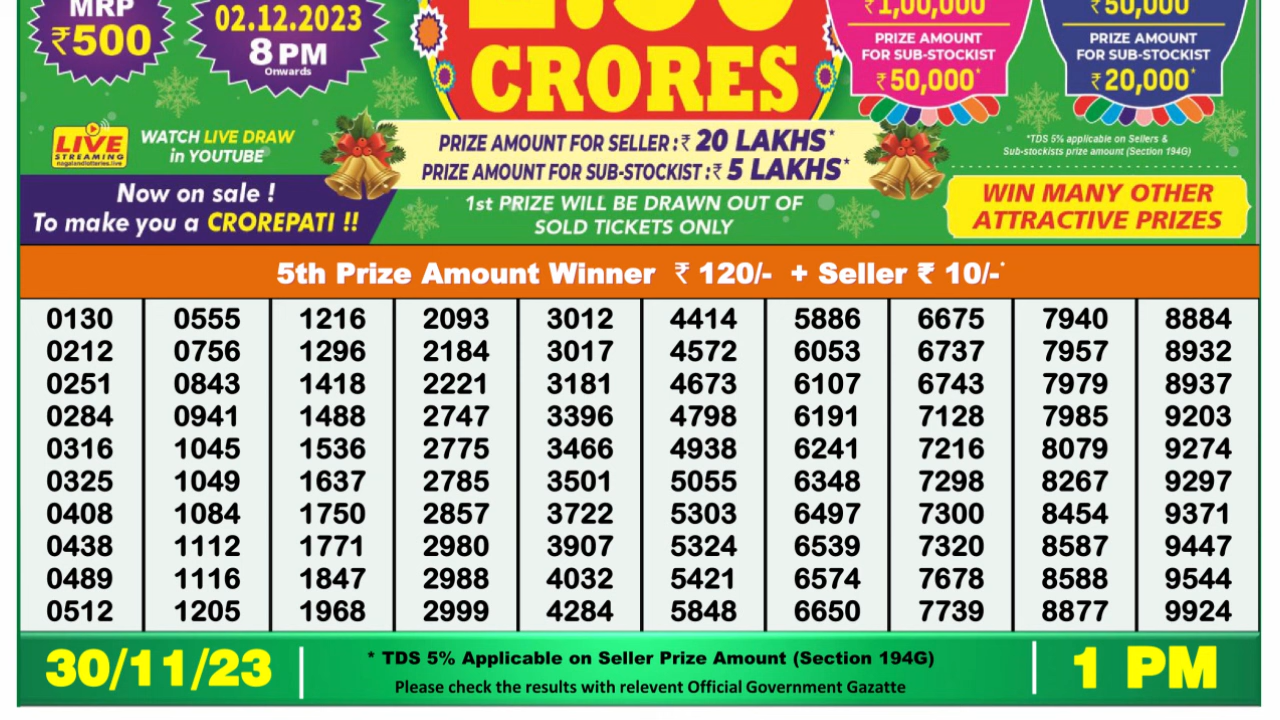 MRP
₹500
02.12.2023
8 PM
Onwards
CRORES
₹1,00,000
PRIZE AMOUNT
FOR SUB-STOCKIST
₹50,000*
₹50,000
PRIZE AMOUNT
FOR SUB-STOCKIST
₹20,000*
LIVE
STREAMING
nagalandlotteries.live
WATCH LIVE DRAW
in YOUTUBE
PRIZE AMOUNT FOR SELLER :₹ 20 LAKHS*
PRIZE AMOUNT FOR SUB-STOCKIST :₹ 5 LAKHS*
*TDS 5% applicable on Sellers &
Sub-stockists prize amount (Section 194G)
Now on sale !
To make you a CROREPATI !!
1st PRIZE WILL BE DRAWN OUT OF
SOLD TICKETS ONLY
WIN MANY OTHER
ATTRACTIVE PRIZES
5th Prize Amount Winner ₹ 120/- + Seller ₹ 10/-*
0130 0555 1216 2093 3012 4414 5886 6675 7940 8884
0212 0756 1296 2184 3017 4572 6053 6737 7957 8932
0251 0843 1418 2221 3181 4673 6107 6743 7979 8937
0284 0941 1488 2747 3396 4798 6191 7128 7985 9203
0316 1045 1536 2775 3466 4938 6241 7216 8079 9274
0325 1049 1637 2785 3501 5055 6348 7298 8267 9297
0408 1084 1750 2857 3722 5303 6497 7300 8454 9371
0438 1112 1771 2980 3907 5324 6539 7320 8587 9447
0489 1116 1847 2988 4032 5421 6574 7678 8588 9544
0512 1205 1968 2999 4284 5848 6650 7739 8877 9924
30/11/23
* TDS 5% Applicable on Seller Prize Amount (Section 194G)
Please check the results with relevent Official Government Gazatte
1 PM